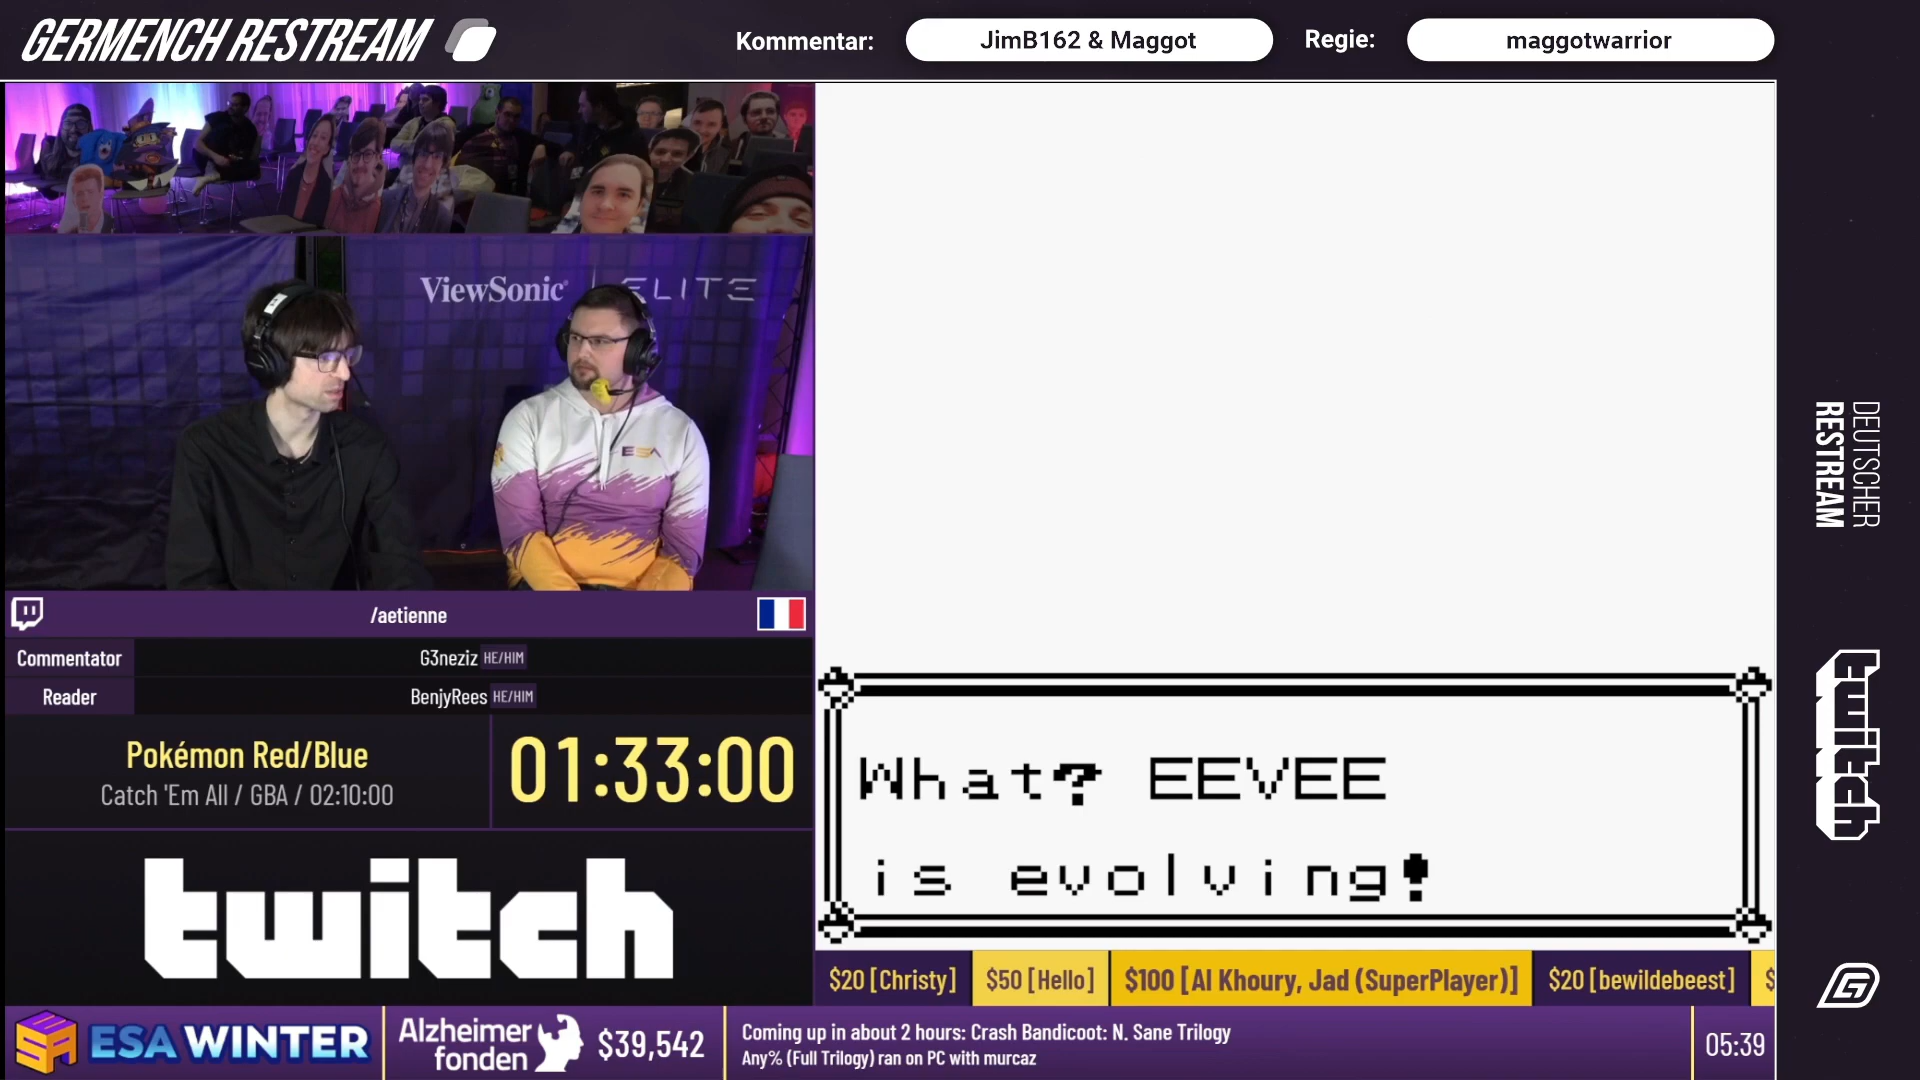 GERMENCH RESTREAM
Kommentar:
JimB162 & Maggot
Regie:
maggotwarrior
ViewSonic
ELITE
ESA
/aetienne
Commentator
G3neziz HE/HIM
Reader
BenjyRees HE/HIM
Pokémon Red/Blue
Catch 'Em All / GBA / 02:10:00
01:33:00
twitch
What? EEVEE
is evolving!
$20 [Christy]
$50 [Hello]
$100 [Al Khoury, Jad (SuperPlayer)]
$20 [bewildebeest]
$
ESA WINTER
Alzheimer
fonden
$39,542
Coming up in about 2 hours: Crash Bandicoot: N. Sane Trilogy
Any% (Full Trilogy) ran on PC with murcaz
05:39
DEUTSCHER
RESTREAM
twitch